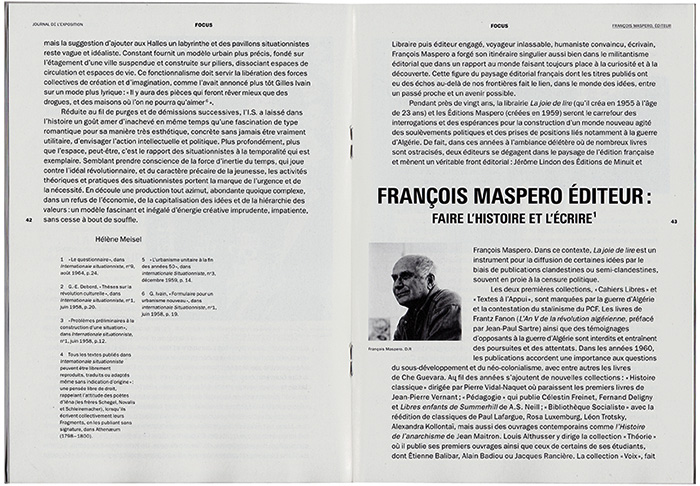 JOURNAL DE L'EXPOSITION
FOCUS
mais la suggestion d'ajouter aux Halles un labyrinthe et des pavillons situationnistes
reste vague et idéaliste. Constant fournit un modèle urbain plus précis, fondé sur
l'étagement d'une ville suspendue et construite sur piliers, dissociant espaces de
circulation et espaces de vie. Ce fonctionnalisme doit servir la libération des forces
collectives de création et d'imagination, comme l'avait annoncé plus tôt Gilles Ivain
sur un mode plus lyrique : « Il y aura des pièces qui feront rêver mieux que des
drogues, et des maisons où l'on ne pourra qu'aimer⁶ ».
Réduite au fil de purges et de démissions successives, l'I.S. a laissé dans
l'histoire un goût amer d'inachevé en même temps qu'une fascination de type
romantique pour sa manière très esthétique, concrète sans jamais être vraiment
utilitaire, d'envisager l'action intellectuelle et politique. Plus profondément, plus
que l'espace, peut-être, c'est le rapport des situationnistes à la temporalité qui est
exemplaire. Semblant prendre conscience de la force d'inertie du temps, qui joue
contre l'idéal révolutionnaire, et du caractère précaire de la jeunesse, les activités
théoriques et pratiques des situationnistes portent la marque de l'urgence et de
la nécessité. En découle une production tout azimut, abondante quoique complexe,
dans un refus de l'économie, de la capitalisation des idées et de la hiérarchie des
valeurs : un modèle fascinant et inégalé d'énergie créative imprudente, impatiente,
sans cesse à bout de souffle.
42
Hélène Meisel
1 « Le questionnaire », dans
Internationale situationniste, n°9,
août 1964, p.24.
2 G.-E. Debord, « Thèses sur la
révolution culturelle », dans
Internationale situationniste, n°1,
juin 1958, p.20.
3 « Problèmes préliminaires à la
construction d'une situation »,
dans Internationale situationniste,
n°1, juin 1958, p.12.
4 Tous les textes publiés dans
Internationale situationniste
peuvent être librement
reproduits, traduits ou adaptés
même sans indication d'origine » :
une pensée libre de droit,
rappelant l'attitude des poètes
d'Iéna (les frères Schegel, Novalis
et Schleiremacher), lorsqu'ils
écrivent collectivement leurs
fragments, en les publiant sans
signature, dans Athenœum
(1798–1800).
5 « L'urbanisme unitaire à la fin
des années 50 », dans
Internationale situationniste, n°3,
décembre 1959, p. 14.
6 G. Ivain, « Formulaire pour un
urbanisme nouveau », dans
Internationale situationniste, n°1,
juin 1958, p. 19.
FOCUS
FRANÇOIS MASPERO, ÉDITEUR
Libraire puis éditeur engagé, voyageur inlassable, humaniste convaincu, écrivain,
François Maspero a forgé son itinéraire singulier aussi bien dans le militantisme
éditorial que dans un rapport au monde faisant toujours place à la curiosité et à la
découverte. Cette figure du paysage éditorial français dont les titres publiés ont
eu des échos au-delà de nos frontières fait le lien, dans le monde des idées, entre
un passé proche et un avenir possible.
Pendant près de vingt ans, la librairie La joie de lire (qu'il créa en 1955 à l'âge
de 23 ans) et les Éditions Maspero (créées en 1959) seront le carrefour des
interrogations et des espérances pour la construction d'un monde nouveau agité
des soulèvements politiques et des prises de positions liés notamment à la guerre
d'Algérie. De fait, dans ces années à l'ambiance délétère où de nombreux livres
sont ostracisés, deux éditeurs se dégagent dans le paysage de l'édition française
et mènent un véritable front éditorial : Jérôme Lindon des Éditions de Minuit et
FRANÇOIS MASPERO ÉDITEUR :
FAIRE L'HISTOIRE ET L'ÉCRIRE¹
43
François Maspero, D.R
François Maspero. Dans ce contexte, La joie de lire est un
instrument pour la diffusion de certaines idées par le
biais de publications clandestines ou semi-clandestines,
souvent en proie à la censure politique.
Les deux premières collections, « Cahiers Libres » et
« Textes à l'Appui », sont marquées par la guerre d'Algérie
et la contestation du stalinisme du PCF. Les livres de
Frantz Fanon (L'An V de la révolution algérienne, préfacé
par Jean-Paul Sartre) ainsi que des témoignages
d'opposants à la guerre d'Algérie sont interdits et entraînent
des poursuites et des attentats. Dans les années 1960,
les publications accordent une importance aux questions
du sous-développement et du néo-colonialisme, avec entre autres les livres
de Che Guevara. Au fil des années s'ajoutent de nouvelles collections : « Histoire
classique » dirigée par Pierre Vidal-Naquet où paraissent les premiers livres de
Jean-Pierre Vernant ; « Pédagogie » qui publie Célestin Freinet, Fernand Deligny
et Libres enfants de Summerhill de A.S. Neill ; « Bibliothèque Socialiste » avec la
réédition de classiques de Paul Lafargue, Rosa Luxemburg, Léon Trotsky,
Alexandra Kollontaï, mais aussi des ouvrages contemporains comme l'Histoire
de l'anarchisme de Jean Maitron. Louis Althusser y dirige la collection « Théorie »
où il publie ses premiers ouvrages ainsi que ceux de certains de ses étudiants,
dont Étienne Balibar, Alain Badiou ou Jacques Rancière. La collection « Voix », fait